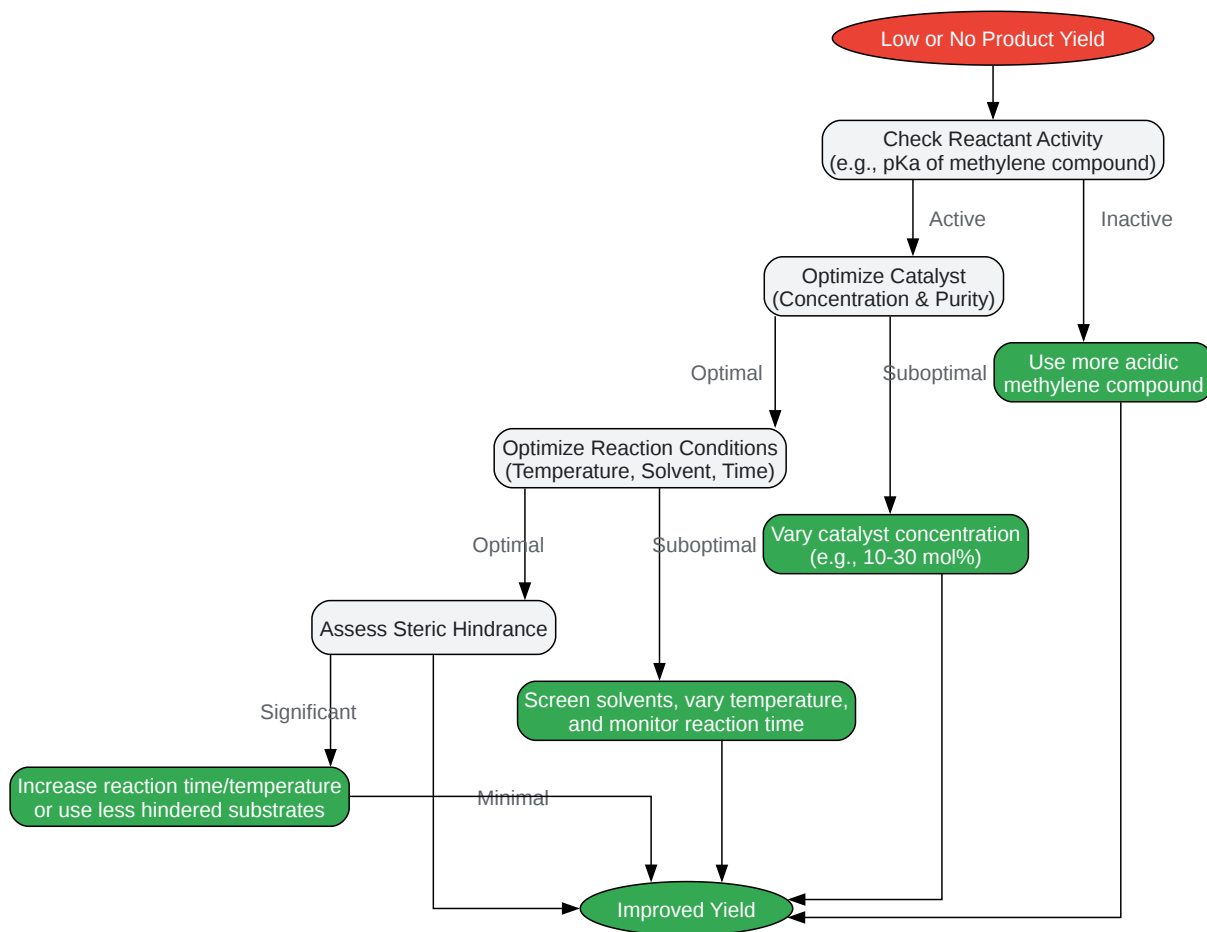 Low or No Product Yield
Check Reactant Activity
(e.g., pKa of methylene compound)
Active
Inactive
Optimize Catalyst
(Concentration & Purity)
Optimal
Suboptimal
Use more acidic
methylene compound
Optimize Reaction Conditions
(Temperature, Solvent, Time)
Optimal
Suboptimal
Vary catalyst concentration
(e.g., 10-30 mol%)
Assess Steric Hindrance
Significant
Screen solvents, vary temperature,
and monitor reaction time
Increase reaction time/temperature
or use less hindered substrates
Minimal
Improved Yield